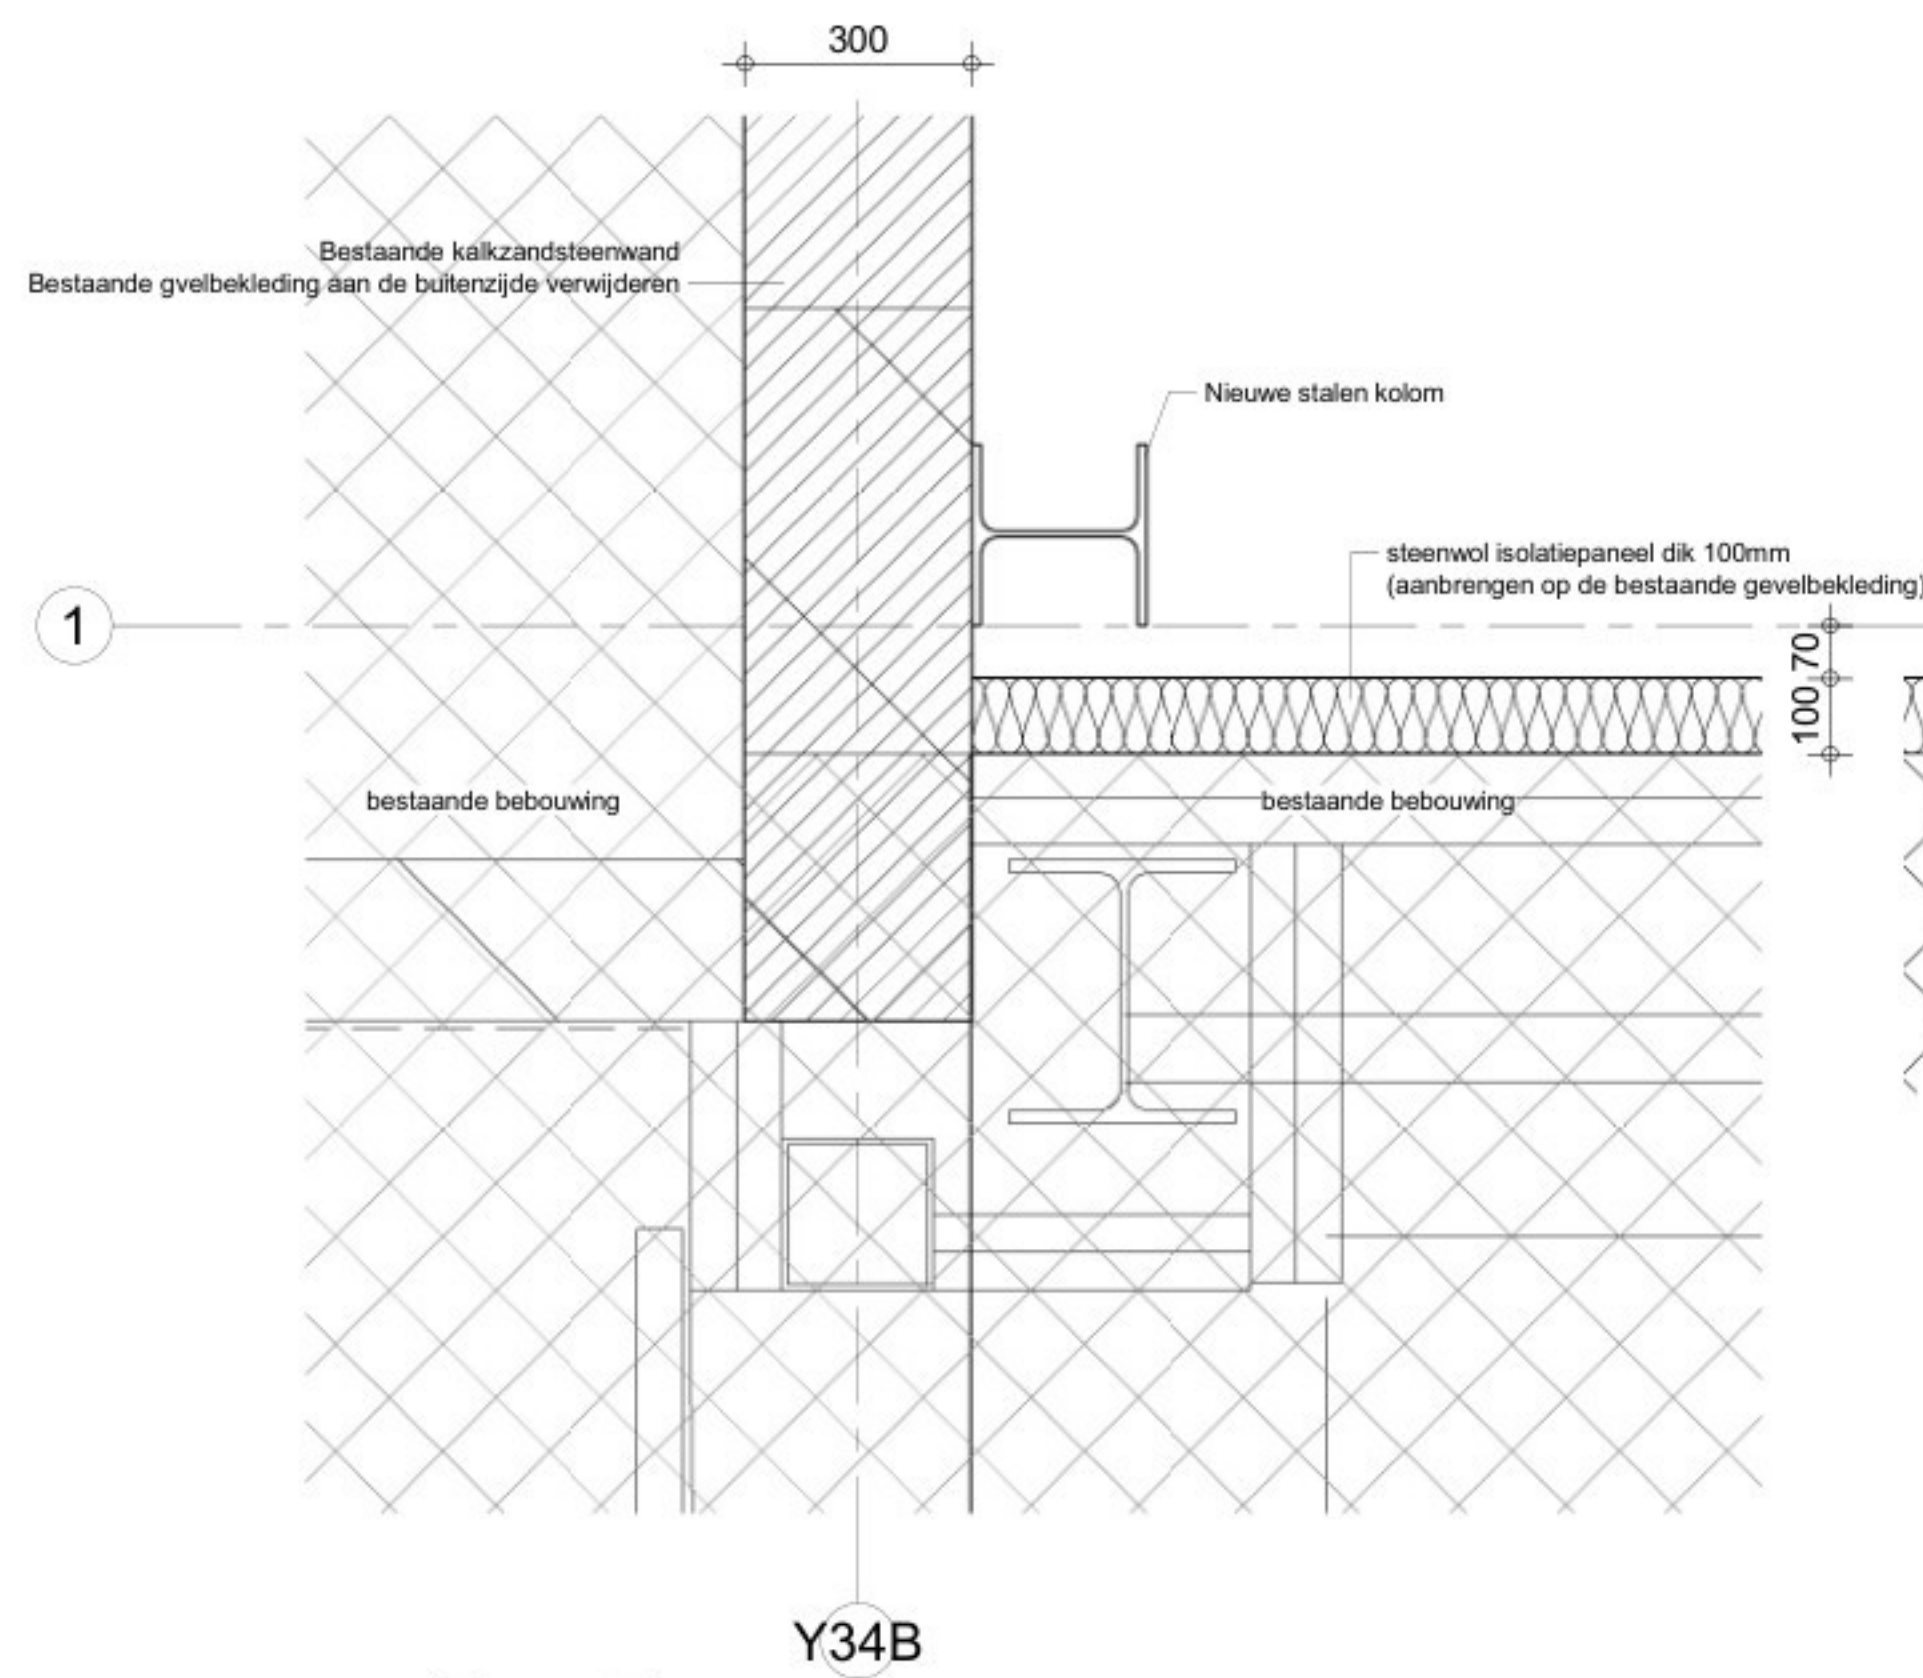 300
Bestaande kalkzandsteenwand
Bestaande gvelbekleding aan de buitenzijde verwijderen
Nieuwe stalen kolom
steenwol isolatiepaneel dik 100mm
(aanbrengen op de bestaande gevelbekleding)
1
70
100
bestaande bebouwing
bestaande bebouwing
Y34B